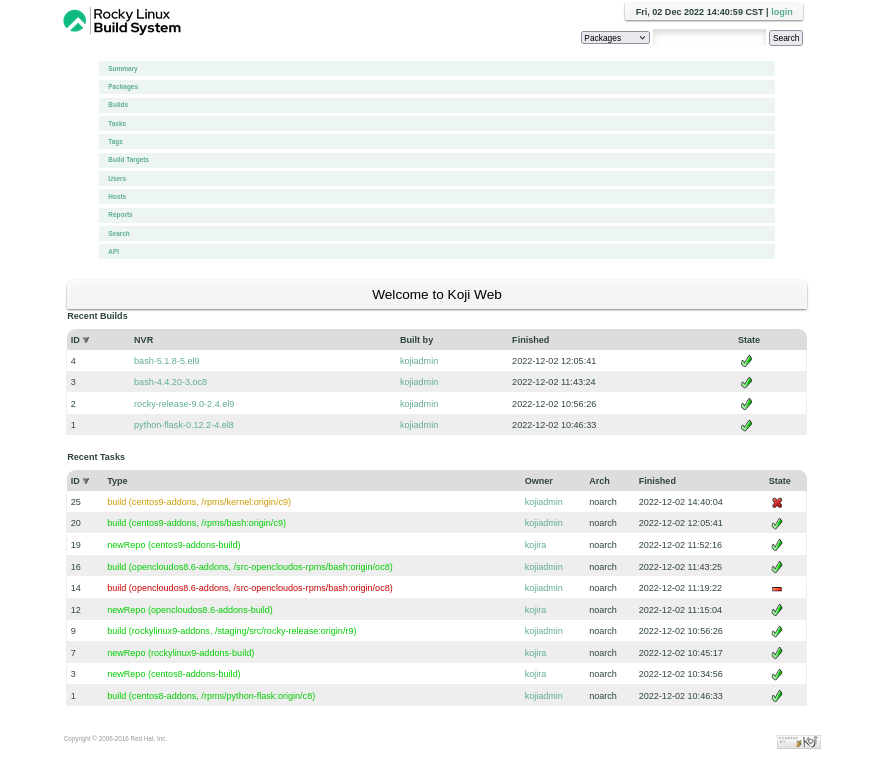 Rocky Linux
Build System
Fri, 02 Dec 2022 14:40:59 CST | login
Packages Search
Summary
Packages
Builds
Tasks
Tags
Build Targets
Users
Hosts
Reports
Search
API
Welcome to Koji Web
Recent Builds
ID NVR Built by Finished State
4 bash-5.1.8-5.el9 kojiadmin 2022-12-02 12:05:41
3 bash-4.4.20-3.oc8 kojiadmin 2022-12-02 11:43:24
2 rocky-release-9.0-2.4.el9 kojiadmin 2022-12-02 10:56:26
1 python-flask-0.12.2-4.el8 kojiadmin 2022-12-02 10:46:33
Recent Tasks
ID Type Owner Arch Finished State
25 build (centos9-addons, /rpms/kernel:origin/c9) kojiadmin noarch 2022-12-02 14:40:04
20 build (centos9-addons, /rpms/bash:origin/c9) kojiadmin noarch 2022-12-02 12:05:41
19 newRepo (centos9-addons-build) kojira noarch 2022-12-02 11:52:16
16 build (opencloudos8.6-addons, /src-opencloudos-rpms/bash:origin/oc8) kojiadmin noarch 2022-12-02 11:43:25
14 build (opencloudos8.6-addons, /src-opencloudos-rpms/bash:origin/oc8) kojiadmin noarch 2022-12-02 11:19:22
12 newRepo (opencloudos8.6-addons-build) kojira noarch 2022-12-02 11:15:04
9 build (rockylinux9-addons, /staging/src/rocky-release:origin/r9) kojiadmin noarch 2022-12-02 10:56:26
7 newRepo (rockylinux9-addons-build) kojira noarch 2022-12-02 10:45:17
3 newRepo (centos8-addons-build) kojira noarch 2022-12-02 10:34:56
1 build (centos8-addons, /rpms/python-flask:origin/c8) kojiadmin noarch 2022-12-02 10:46:33
Copyright © 2006-2016 Red Hat, Inc.
POWERED BY Koji